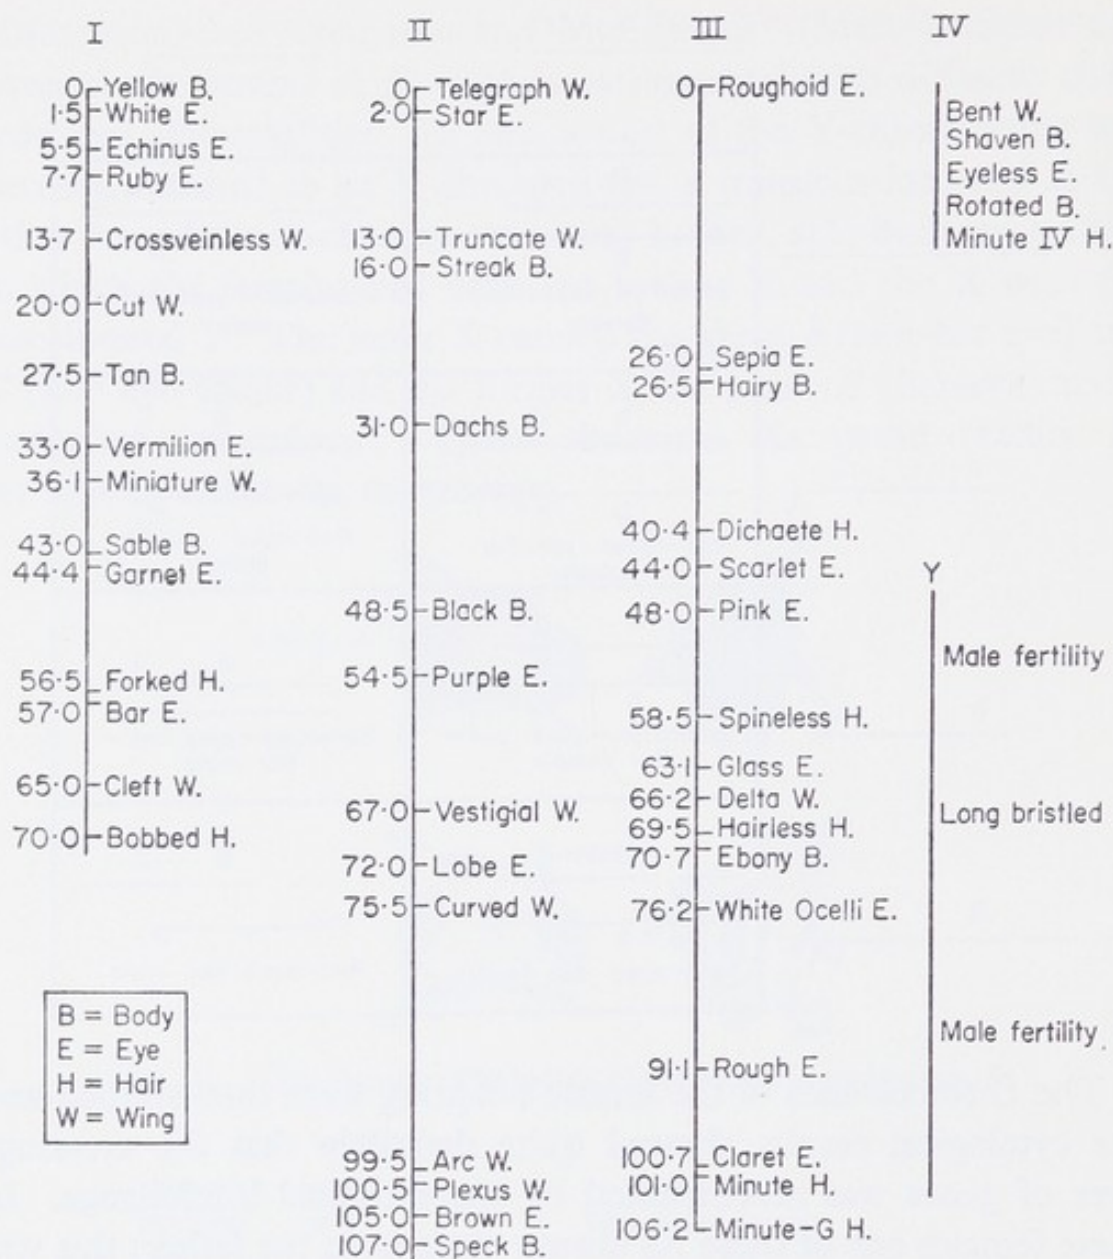 I
0 Yellow B.
1·5 White E.
5·5 Echinus E.
7·7 Ruby E.
13·7 Crossveinless W.
20·0 Cut W.
27·5 Tan B.
33·0 Vermilion E.
36·1 Miniature W.
43·0 Sable B.
44·4 Garnet E.
56·5 Forked H.
57·0 Bar E.
65·0 Cleft W.
70·0 Bobbed H.
B = Body
E = Eye
H = Hair
W = Wing
II
0 Telegraph W.
2·0 Star E.
13·0 Truncate W.
16·0 Streak B.
31·0 Dachs B.
48·5 Black B.
54·5 Purple E.
67·0 Vestigial W.
72·0 Lobe E.
75·5 Curved W.
99·5 Arc W.
100·5 Plexus W.
105·0 Brown E.
107·0 Speck B.
III
0 Roughoid E.
26·0 Sepia E.
26·5 Hairy B.
40·4 Dichaete H.
44·0 Scarlet E.
48·0 Pink E.
58·5 Spineless H.
63·1 Glass E.
66·2 Delta W.
69·5 Hairless H.
70·7 Ebony B.
76·2 White Ocelli E.
91·1 Rough E.
100·7 Claret E.
101·0 Minute H.
106·2 Minute-G H.
IV
Bent W.
Shaven B.
Eyeless E.
Rotated B.
Minute IV H.
Y
Male fertility
Long bristled
Male fertility